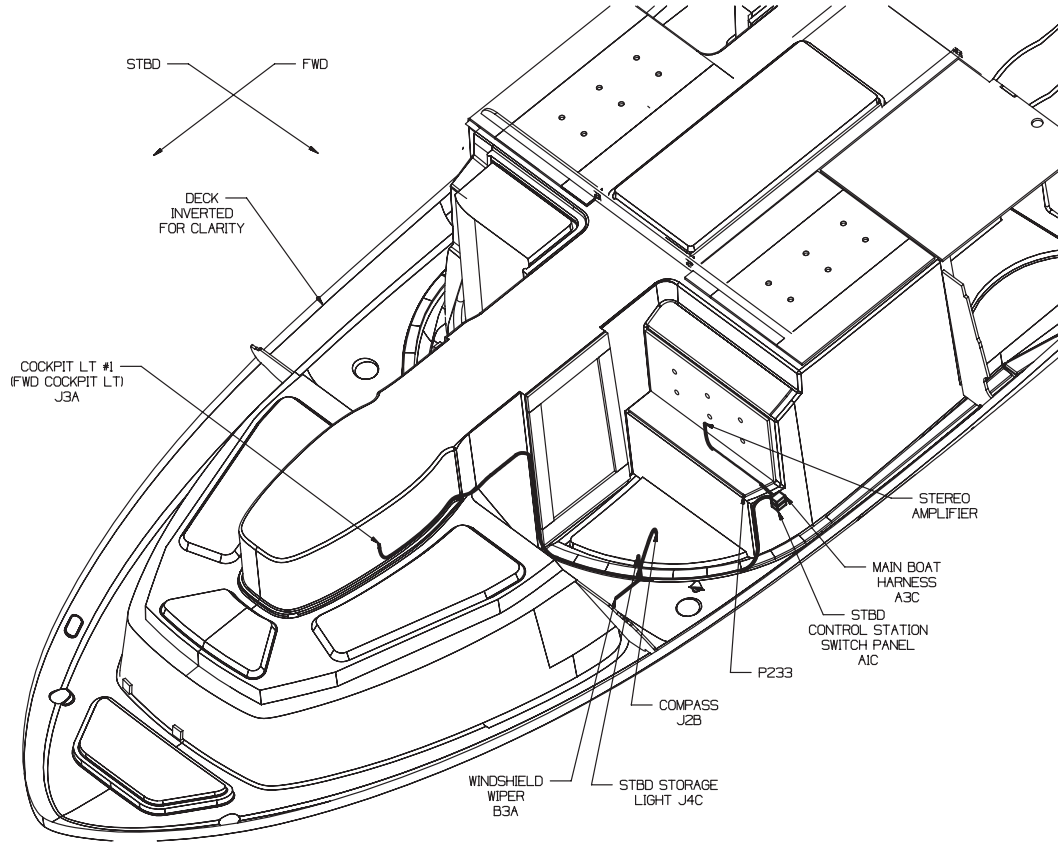 STBD
FWD
DECK
INVERTED
FOR CLARITY
COCKPIT LT #1
(FWD COCKPIT LT)
J3A
STEREO
AMPLIFIER
MAIN BOAT
HARNESS
A3C
STBD
CONTROL STATION
SWITCH PANEL
A1C
P233
COMPASS
J2B
STBD STORAGE
LIGHT J4C
WINDSHIELD
WIPER
B3A